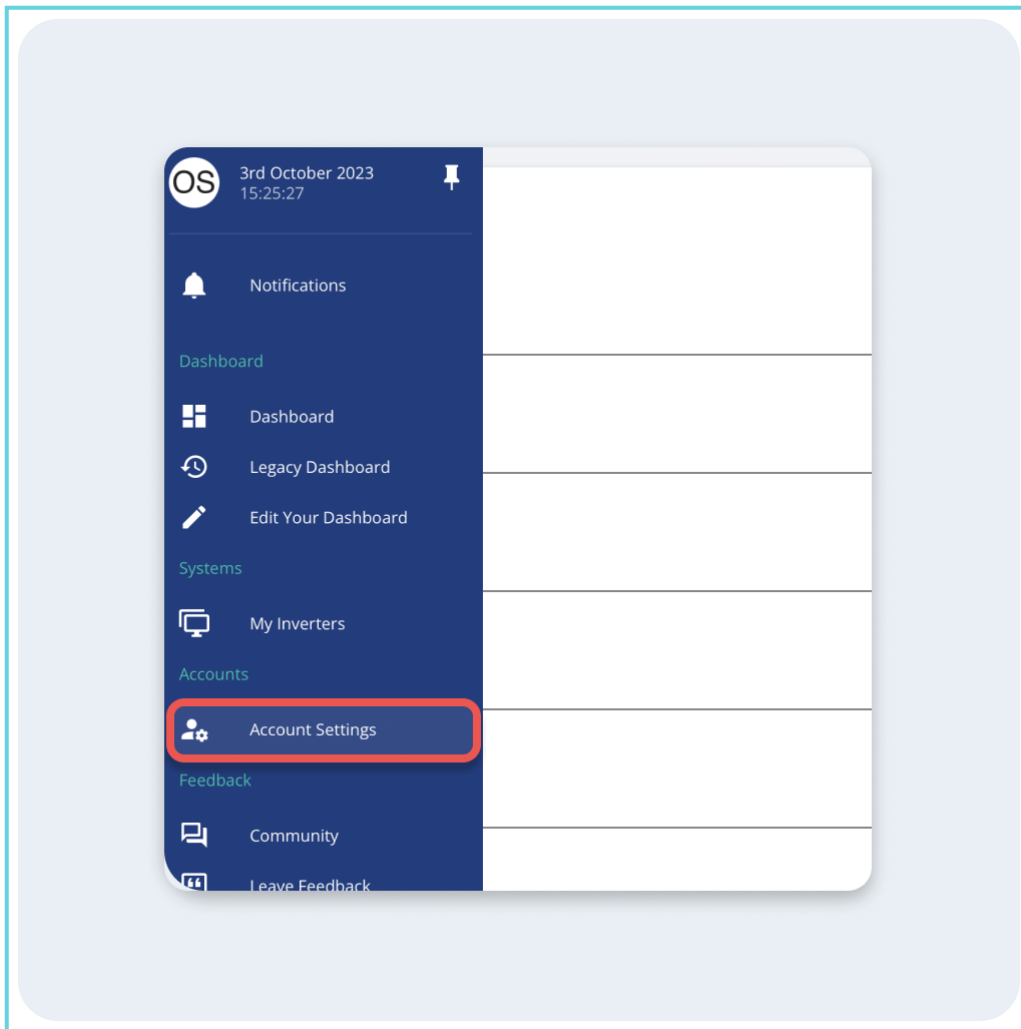 OS
3rd October 2023
15:25:27
Notifications
Dashboard
Dashboard
Legacy Dashboard
Edit Your Dashboard
Systems
My Inverters
Accounts
Account Settings
Feedback
Community
Leave Feedback